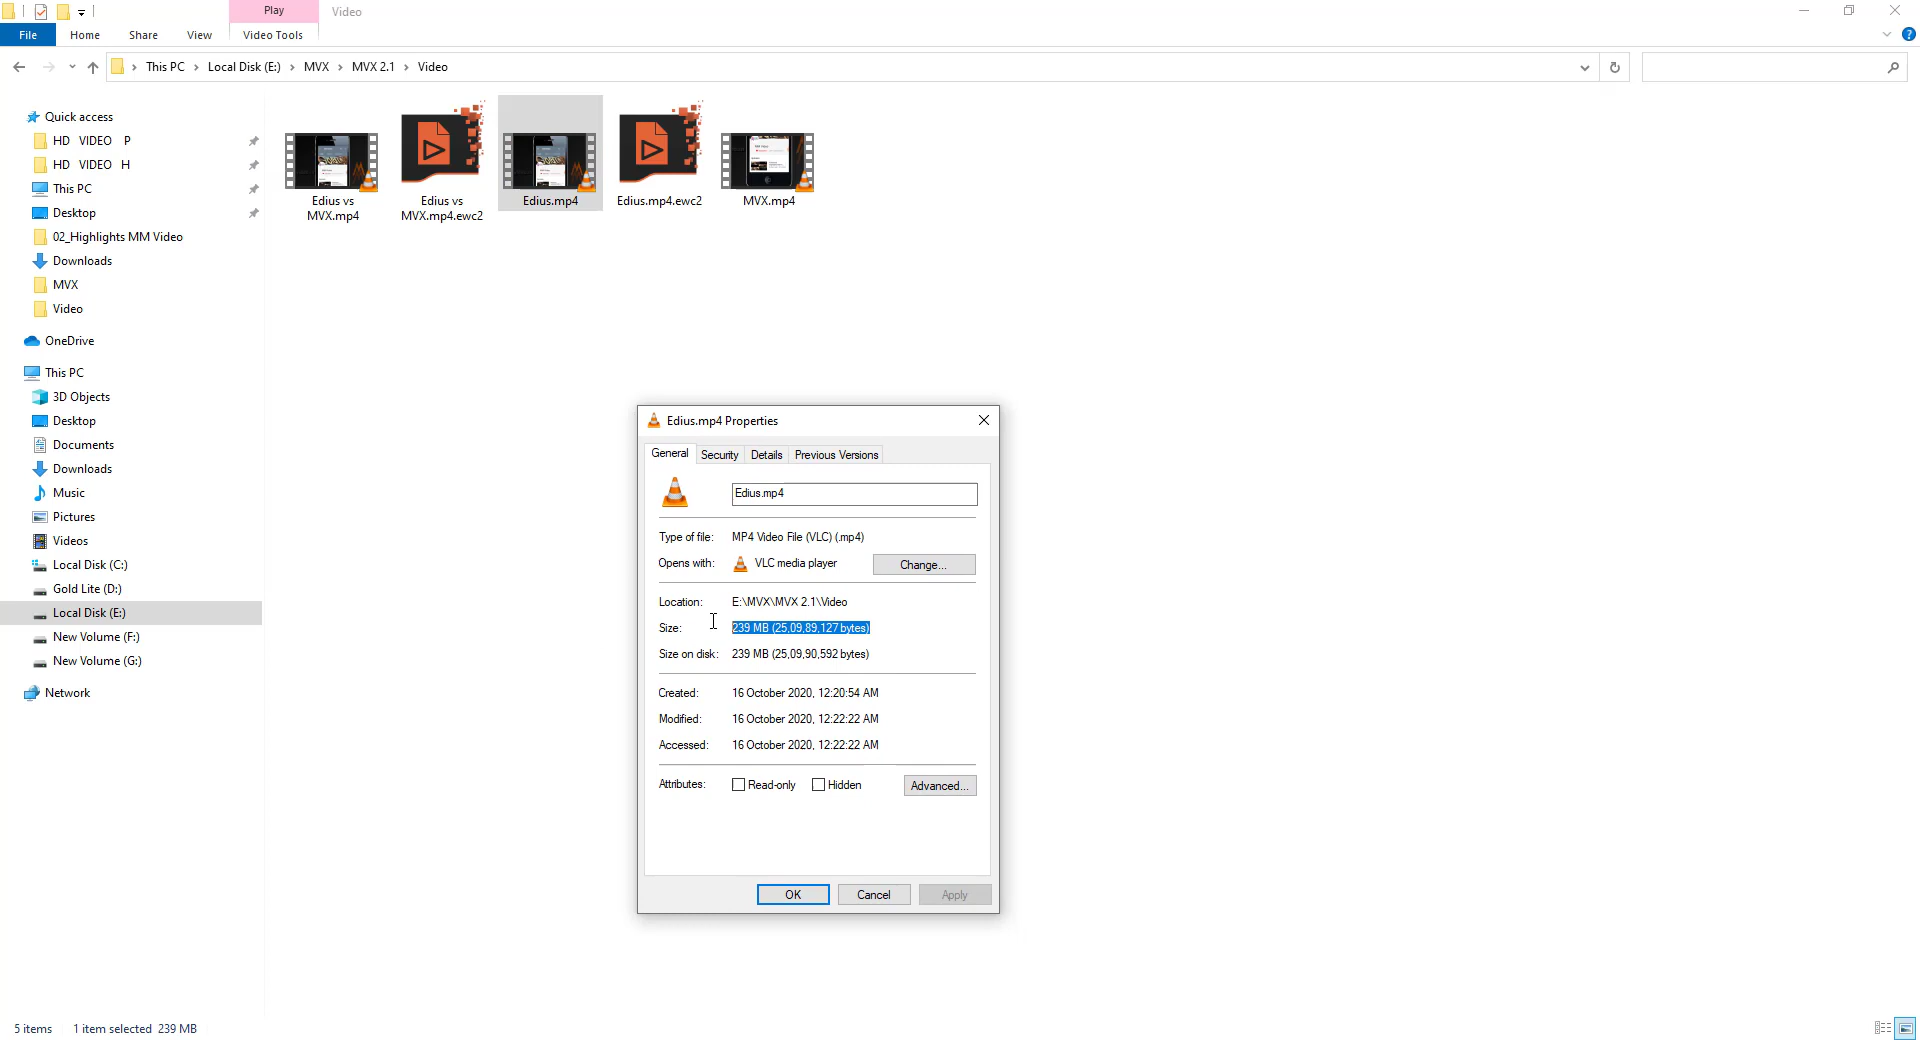 Play
Video
File
Home
Share
View
Video Tools
This PC
Local Disk (E:)
MVX
MVX 2.1
Video
Quick access
HD VIDEO P
HD VIDEO H
This PC
Desktop
02_Highlights MM Video
Downloads
MVX
Video
OneDrive
This PC
3D Objects
Desktop
Documents
Downloads
Music
Pictures
Videos
Local Disk (C:)
Gold Lite (D:)
Local Disk (E:)
New Volume (F:)
New Volume (G:)
Network
Edius vs
MVX.mp4
Edius vs
MVX.mp4.ewc2
Edius.mp4
Edius.mp4.ewc2
MVX.mp4
Edius.mp4 Properties
General
Security
Details
Previous Versions
Edius.mp4
Type of file: MP4 Video File (VLC) (.mp4)
Opens with: VLC media player
Change...
Location: E:\MVX\MVX 2.1\Video
Size: 239 MB (25,09,89,127 bytes)
Size on disk: 239 MB (25,09,90,592 bytes)
Created: 16 October 2020, 12:20:54 AM
Modified: 16 October 2020, 12:22:22 AM
Accessed: 16 October 2020, 12:22:22 AM
Attributes: Read-only Hidden
Advanced...
OK
Cancel
Apply
5 items 1 item selected 239 MB